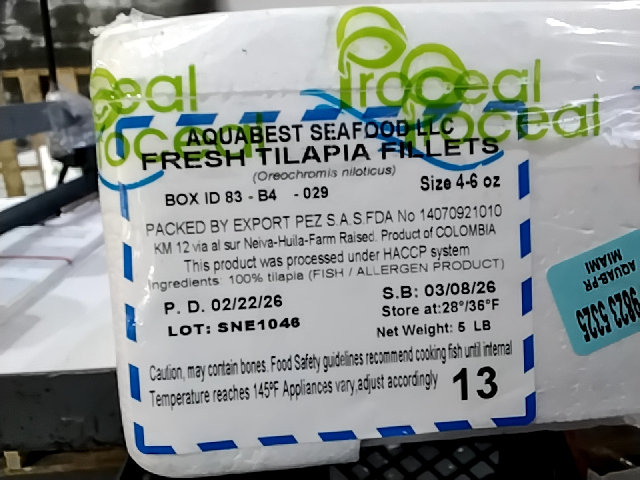 Proceal
ceal
Proceal
roceal
AQUABEST SEAFOOD LLC
FRESH TILAPIA FILLETS
(Oreochromis niloticus)
BOX ID 83 - B4 - 029
Size 4-6 oz
PACKED BY EXPORT PEZ S.A.S.FDA No 14070921010
KM 12 via al sur Neiva-Huila-Farm Raised. Product of COLOMBIA
This product was processed under HACCP system
Ingredients: 100% tilapia (FISH / ALLERGEN PRODUCT)
P. D. 02/22/26
S.B: 03/08/26
Store at:28°/36°F
LOT: SNE1046
Net Weight: 5 LB
Caution, may contain bones. Food Safety guidelines recommend cooking fish until internal
Temperature reaches 145°F Appliances vary,adjust accordingly
13
AQUAB-PR
MIAMI